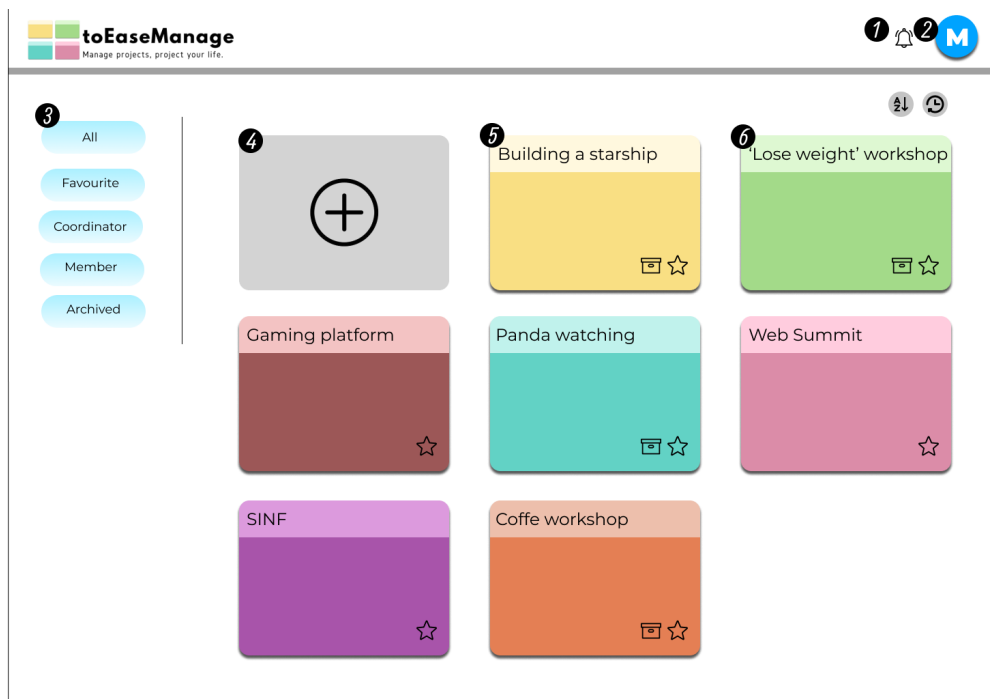 toEaseManage
Manage projects, project your life.
1
2
M
A
Z
3
All
Favourite
Coordinator
Member
Archived
4
5
Building a starship
6
'Lose weight' workshop
Gaming platform
Panda watching
Web Summit
SINF
Coffe workshop